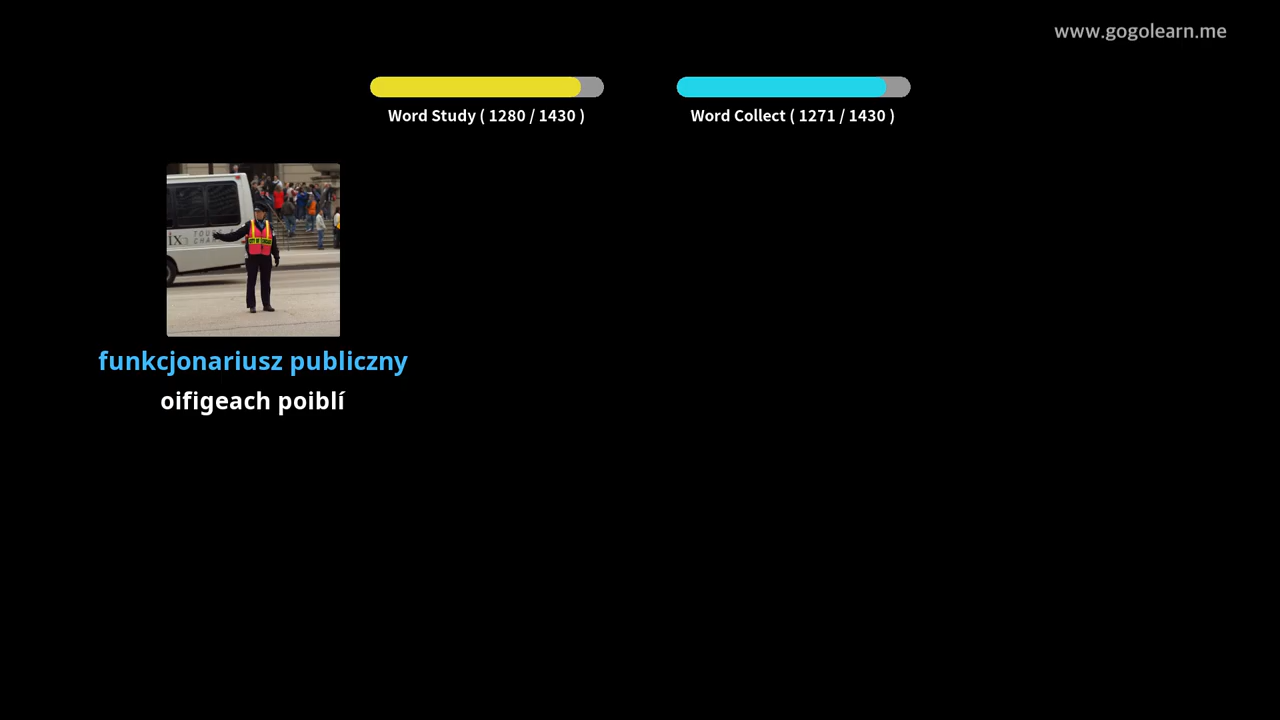 www.gogolearn.me
Word Study ( 1280 / 1430 )
Word Collect ( 1271 / 1430 )
funkcjonariusz publiczny
oifigeach poiblí